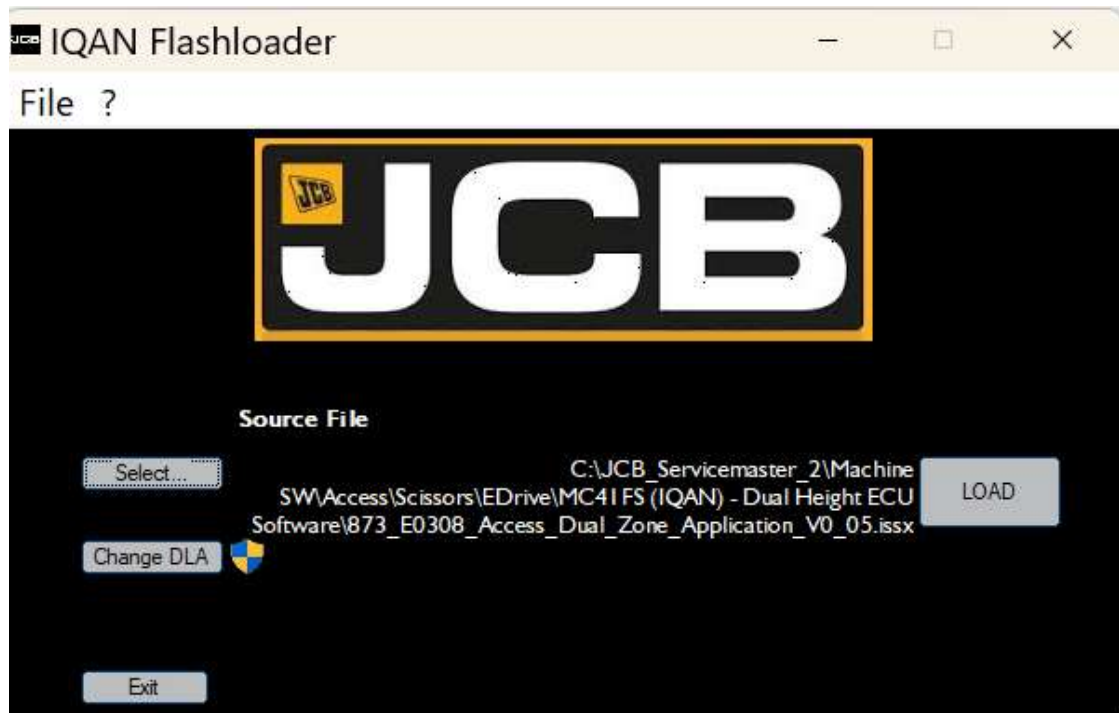 JCB IQAN Flashloader
File ?
JCB
JCB
Source File
Select...
C:\JCB_Servicemaster_2\Machine
SW\Access\Scissors\EDrive\MC41FS (IQAN) - Dual Height ECU
Software\873_E0308_Access_Dual_Zone_Application_V0_05.issx
LOAD
Change DLA
Exit